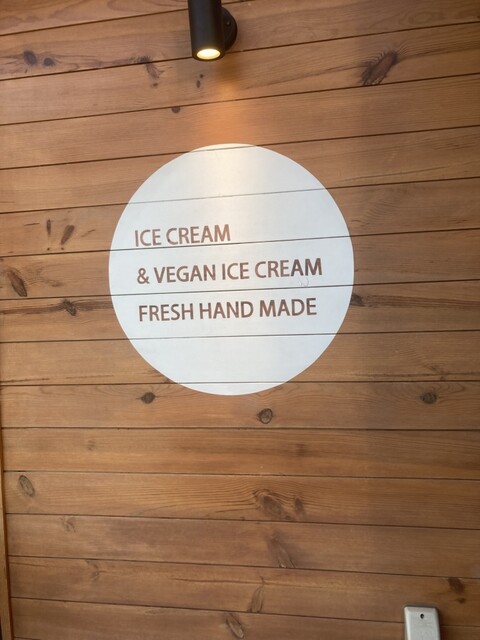 ICE CREAM
& VEGAN ICE CREAM
FRESH HAND MADE